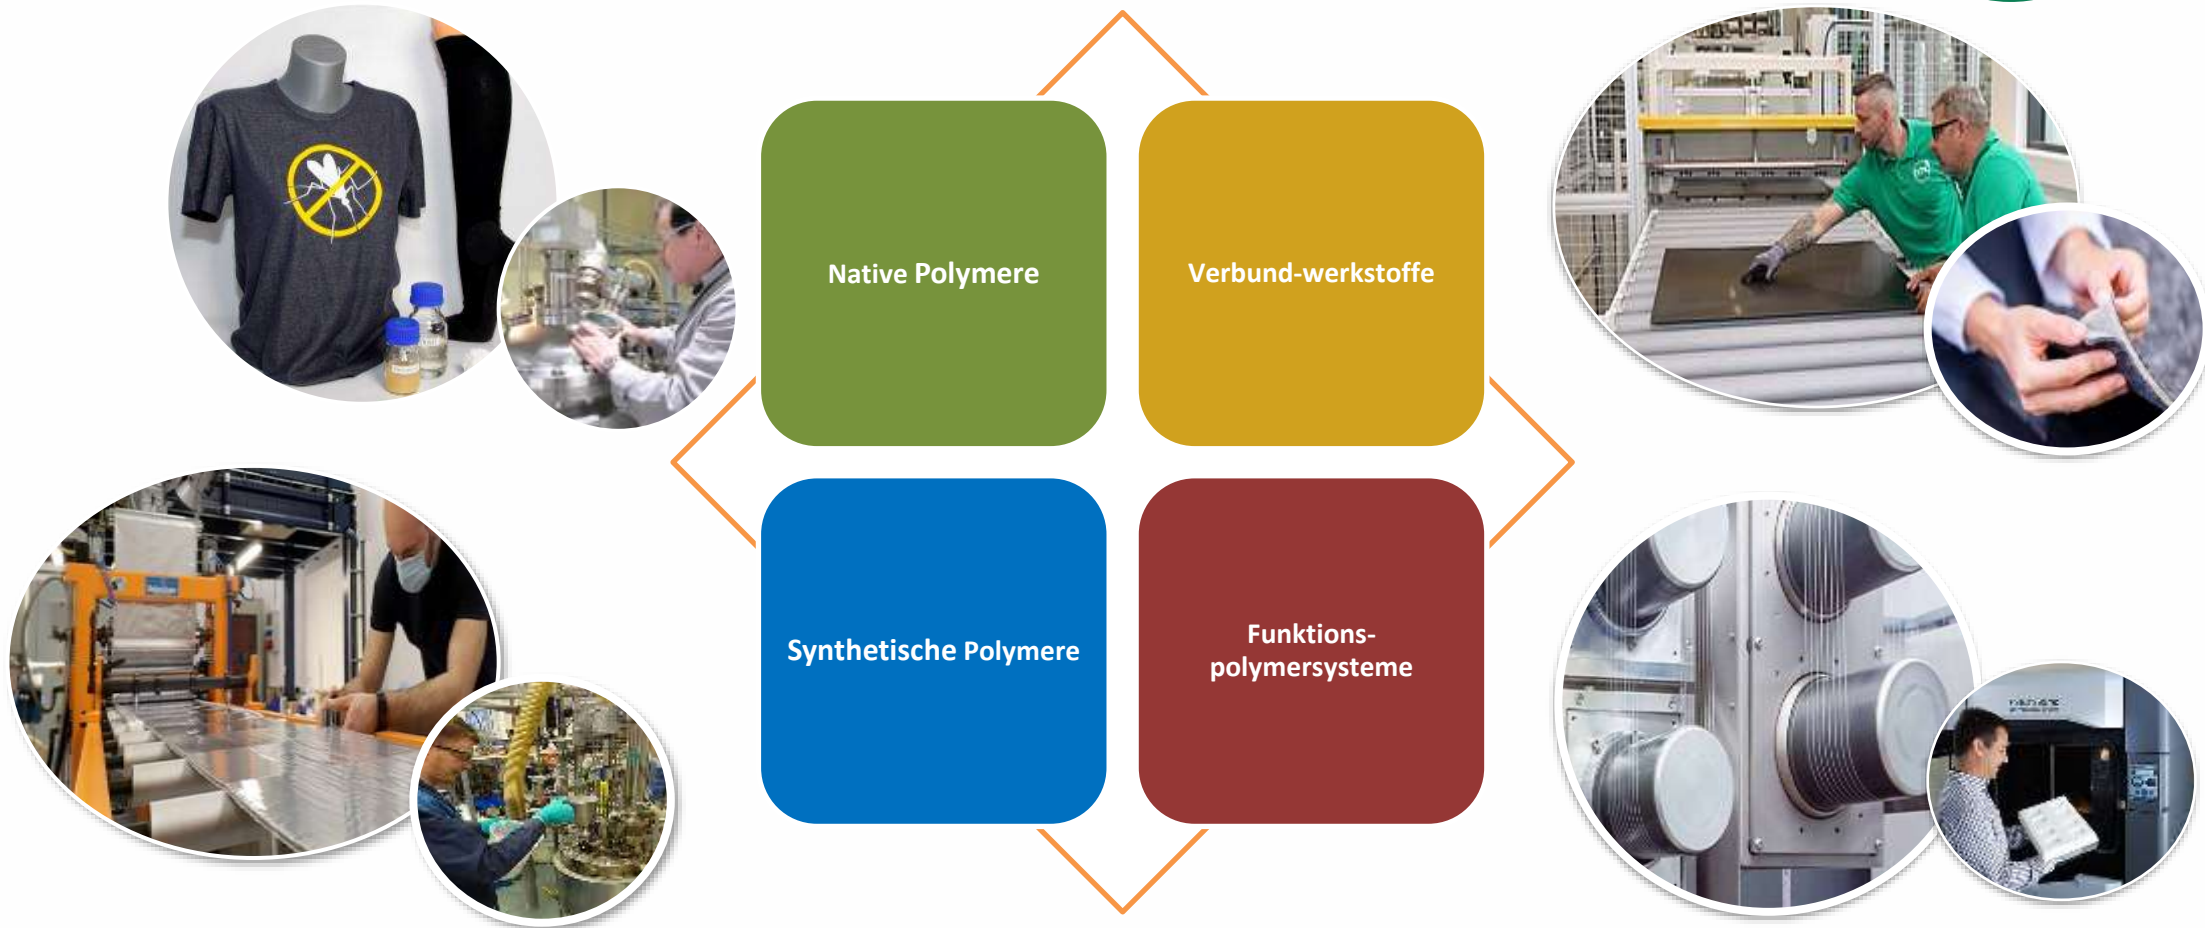 Native Polymere
Verbund-werkstoffe
Synthetische Polymere
Funktions-
polymersysteme